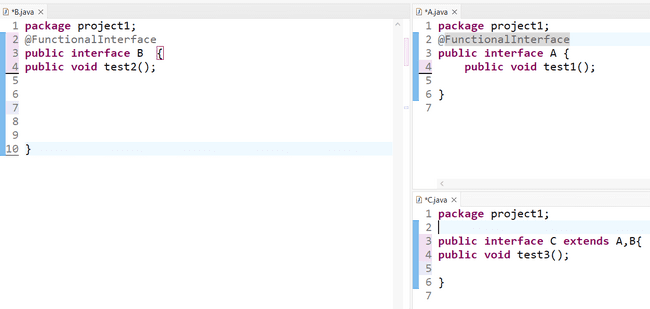 *B.java
1 package project1;
2 @FunctionalInterface
3 public interface B {
4 public void test2();
5
6
7
8
9
10 }
*A.java
1 package project1;
2 @FunctionalInterface
3 public interface A {
4 public void test1();
5
6 }
7
*C.java
1 package project1;
2
3 public interface C extends A,B{
4 public void test3();
5
6 }
7